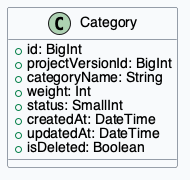 C Category
id: BigInt
projectVersionId: BigInt
categoryName: String
weight: Int
status: SmallInt
createdAt: DateTime
updatedAt: DateTime
isDeleted: Boolean